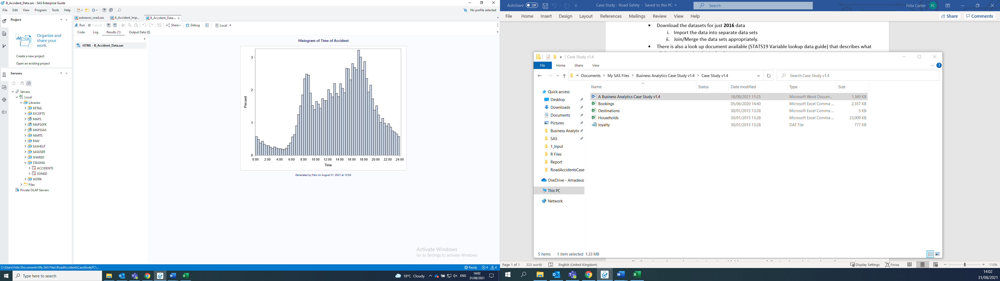 B_Accident_Data.sas - SAS Enterprise Guide
File Edit View Program Tools Help
No profile selected
Project
Organize and
share your
work.
Create a new project
Open an existing project
Servers
Servers
Local
Libraries
DETAIL
EXCEPTS
MAPS
MAPSGFK
MAPSSAS
MARTS
RAW
SASHELP
SASUSER
SHARED
STAGING
ACCIDENTS
JOINED
WORK
Files
Private OLAP Servers
autoexec_road.sas A_Accident_Imp... B_Accident_Data....
Run Cancel Share Debug Local
Code Log Results (1) Output Data (0)
HTML - B_Accident_Data.sas
Histogram of Time of Accident
Percent
3
2
1
0
0:00 2:00 4:00 6:00 8:00 10:00 12:00 14:00 16:00 18:00 20:00 22:00 24:00
Time
Generated by Felix on August 31, 2021 at 13:54.
Activate Windows
Go to Settings to activate Windows.
C:\Users\Felix\Documents\My SAS Files\RoadAccidentsCaseStudyFC\...
Ready 4 4
Type here to search
18°C Cloudy ENG
14:02
31/08/2021
AutoSave Off Case Study - Road Safety - Saved to this PC Search Felix Carter FC
File Home Insert Design Layout References Mailings Review View Help Share Comments
• Download the datasets for just 2016 data
i. Import the data into separate data sets
ii. Join/Merge the data sets appropriately.
• There is also a look up document available (STATS19 Variable lookup data guide) that describes what
Case Study v1.4
File Home Share View
« Documents > My SAS Files > Business Analytics Case Study v1.4 > Case Study v1.4
Search Case Study v1.4
Quick access
Desktop
Downloads
Documents
Pictures
Business Analytic
SAS
1_Input
R Files
Report
RoadAccidentsCase
OneDrive - Amadeus
This PC
Network
Name Status Date modified Type Size
A Business Analytics Case Study v1.4 18/08/2021 11:25 Microsoft Word Docum... 1,369 KB
Bookings 05/06/2020 14:40 Microsoft Excel Comma ... 2,357 KB
Destinations 30/01/2015 13:28 Microsoft Excel Comma ... 5 KB
Households 30/01/2015 13:28 Microsoft Excel Comma ... 23,009 KB
loyalty 30/01/2015 13:28 DAT File 777 KB
5 items 1 item selected 1.33 MB
Page 1 of 1 323 words English (United Kingdom) Display Settings Focus 110%
14:02
31/08/2021